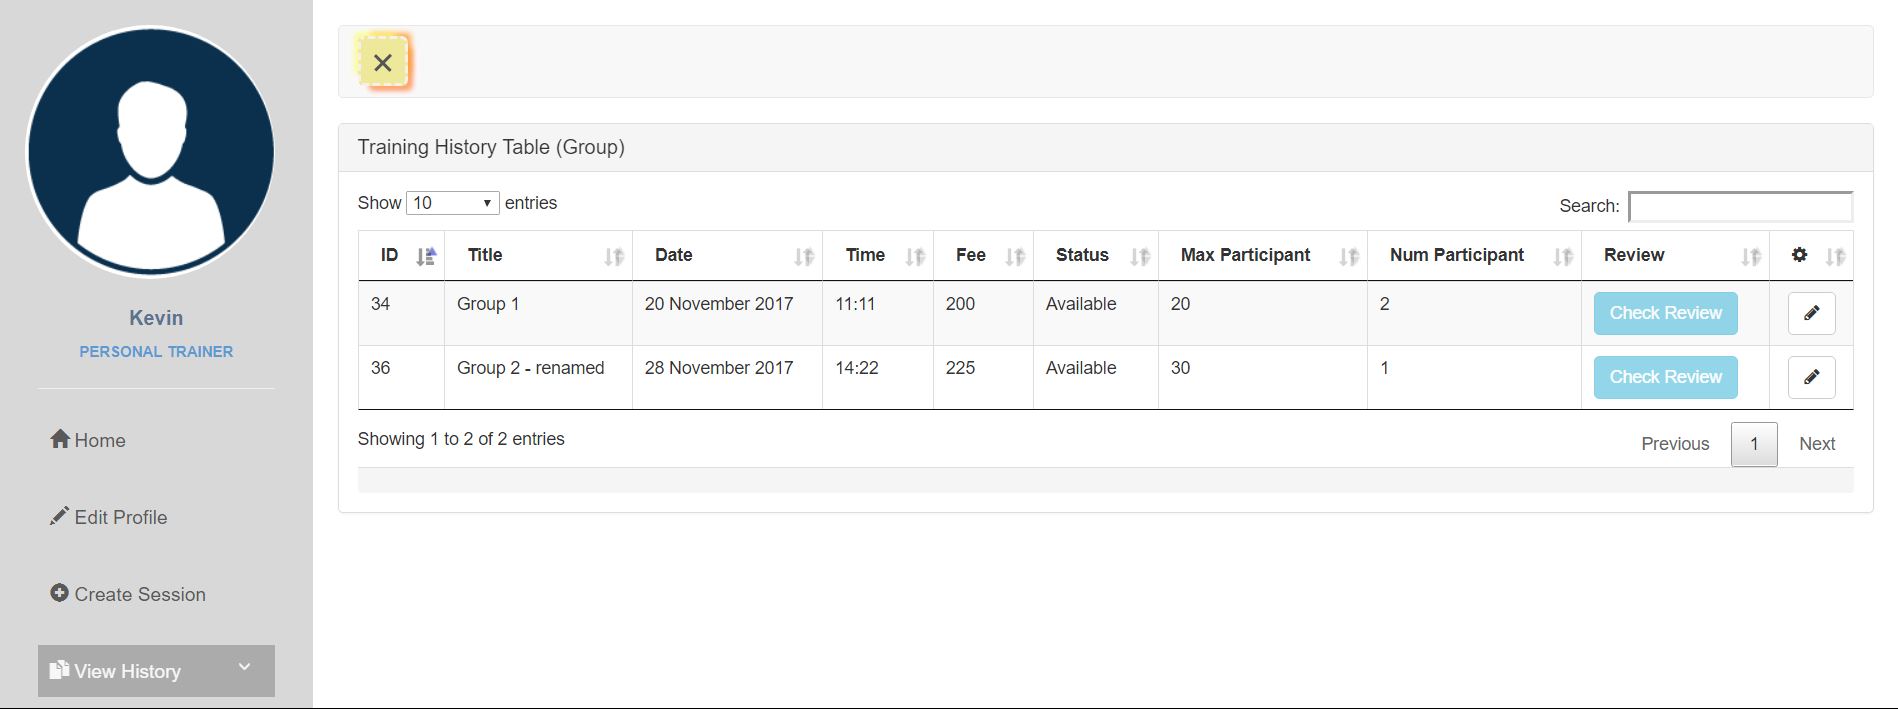 Kevin
PERSONAL TRAINER
Home
Edit Profile
Create Session
View History
Training History Table (Group)
Show 10 entries
Search:
ID Title Date Time Fee Status Max Participant Num Participant Review
34 Group 1 20 November 2017 11:11 200 Available 20 2 Check Review
36 Group 2 - renamed 28 November 2017 14:22 225 Available 30 1 Check Review
Showing 1 to 2 of 2 entries
Previous 1 Next